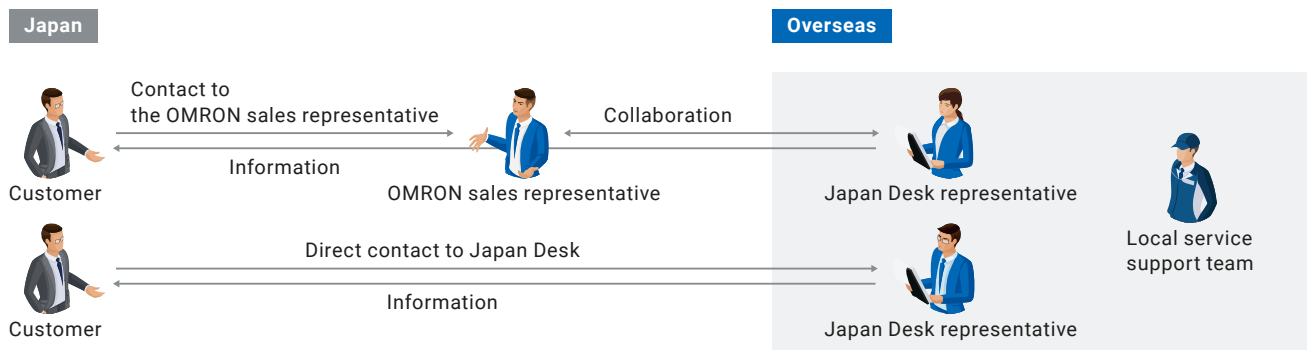 Japan
Overseas
Contact to
the OMRON sales representative
Collaboration
Information
Customer
OMRON sales representative
Japan Desk representative
Local service
support team
Direct contact to Japan Desk
Information
Customer
Japan Desk representative